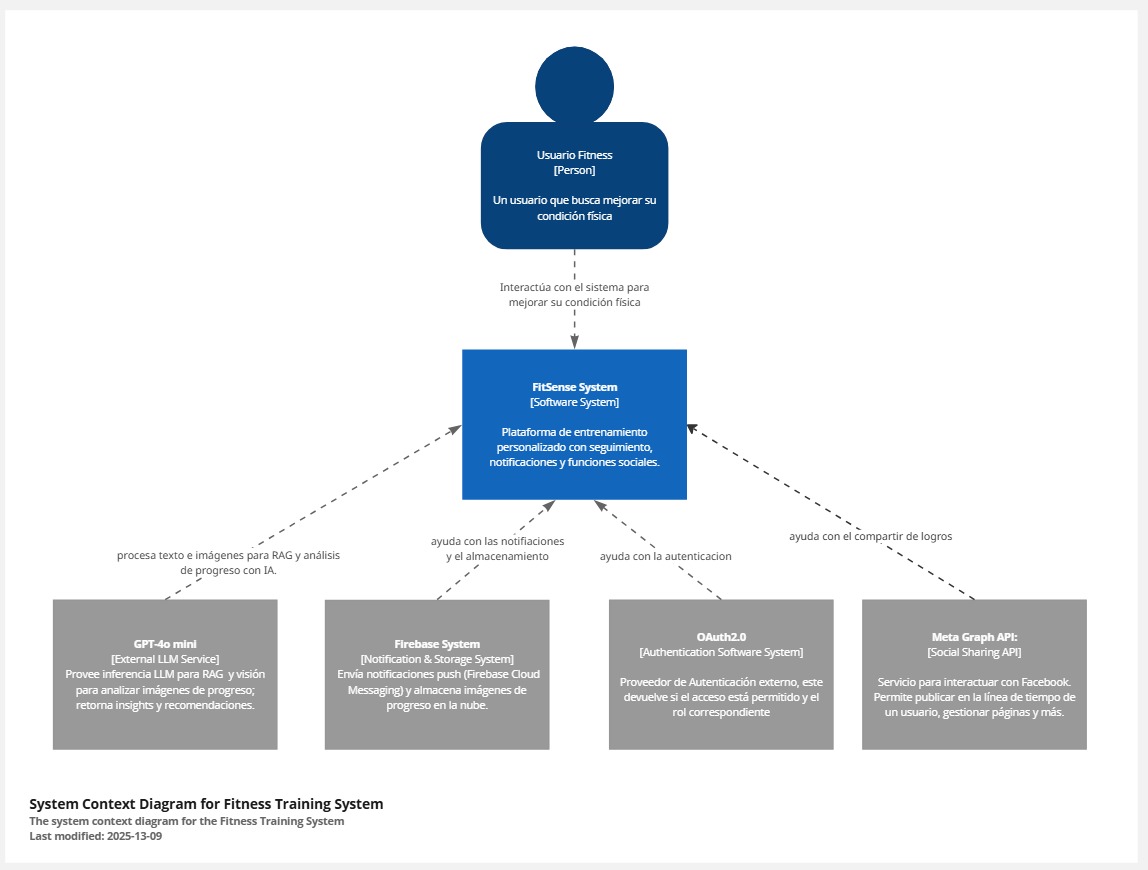 Usuario Fitness
[Person]
Un usuario que busca mejorar su
condición física
Interactúa con el sistema para
mejorar su condición física
FitSense System
[Software System]
Plataforma de entrenamiento
personalizado con seguimiento,
notificaciones y funciones sociales.
procesa texto e imágenes para RAG y análisis
de progreso con IA.
ayuda con las notifiaciones
y el almacenamiento
ayuda con la autenticacion
ayuda con el compartir de logros
GPT-4o mini
[External LLM Service]
Provee inferencia LLM para RAG y visión
para analizar imágenes de progreso;
retorna insights y recomendaciones.
Firebase System
[Notification & Storage System]
Envía notificaciones push (Firebase Cloud
Messaging) y almacena imágenes de
progreso en la nube.
OAuth2.0
[Authentication Software System]
Proveedor de Autenticación externo, este
devuelve si el acceso está permitido y el
rol correspondiente
Meta Graph API:
[Social Sharing API]
Servicio para interactuar con Facebook.
Permite publicar en la línea de tiempo de
un usuario, gestionar páginas y más.
System Context Diagram for Fitness Training System
The system context diagram for the Fitness Training System
Last modified: 2025-13-09